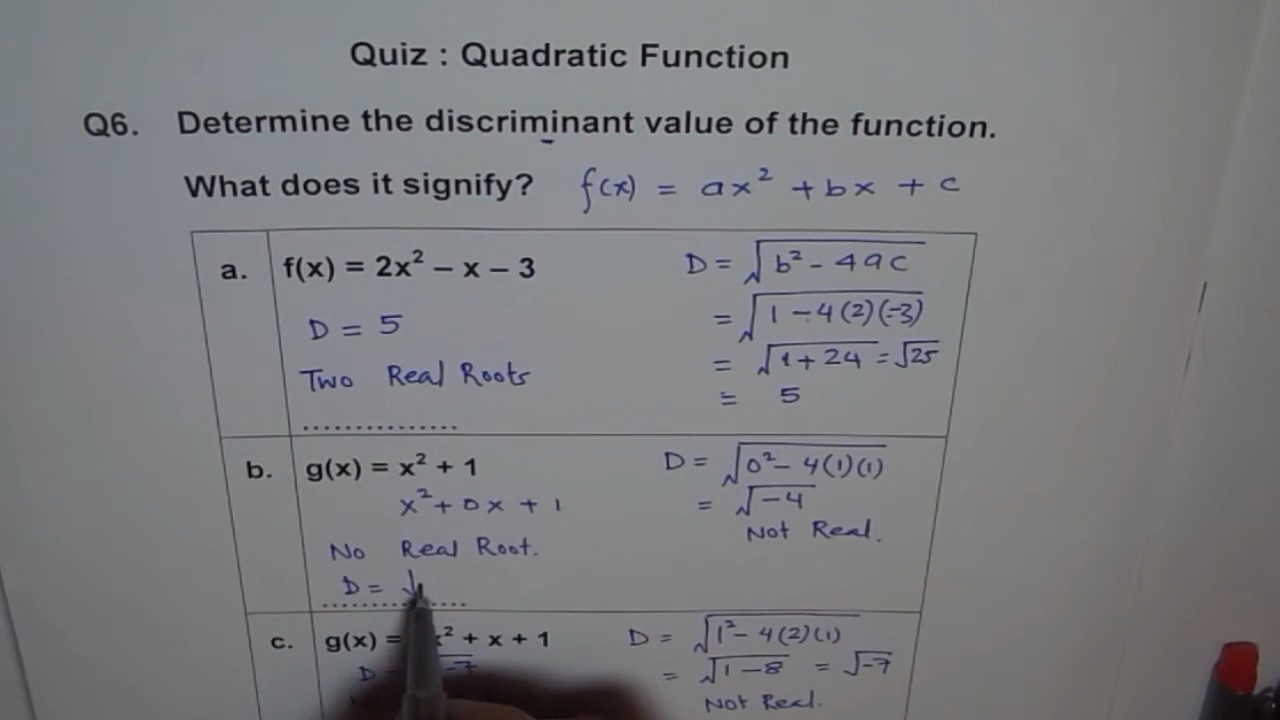 Quiz : Quadratic Function
Q6. Determine the discriminant value of the function.
What does it signify? f(x) = ax² + bx + c
a. f(x) = 2x² – x – 3
D = √b² - 4ac
= √1 - 4(2)(-3)
D = 5
= √1 + 24 = √25
Two Real Roots
= 5
...............
b. g(x) = x² + 1
D = √0² - 4(1)(1)
x² + 0x + 1
= √-4
Not Real.
No Real Root.
D = √
...............
c. g(x) = x² + x + 1
D = √1² - 4(2)(1)
D -7
= √1 - 8 = √-7
Not Real.